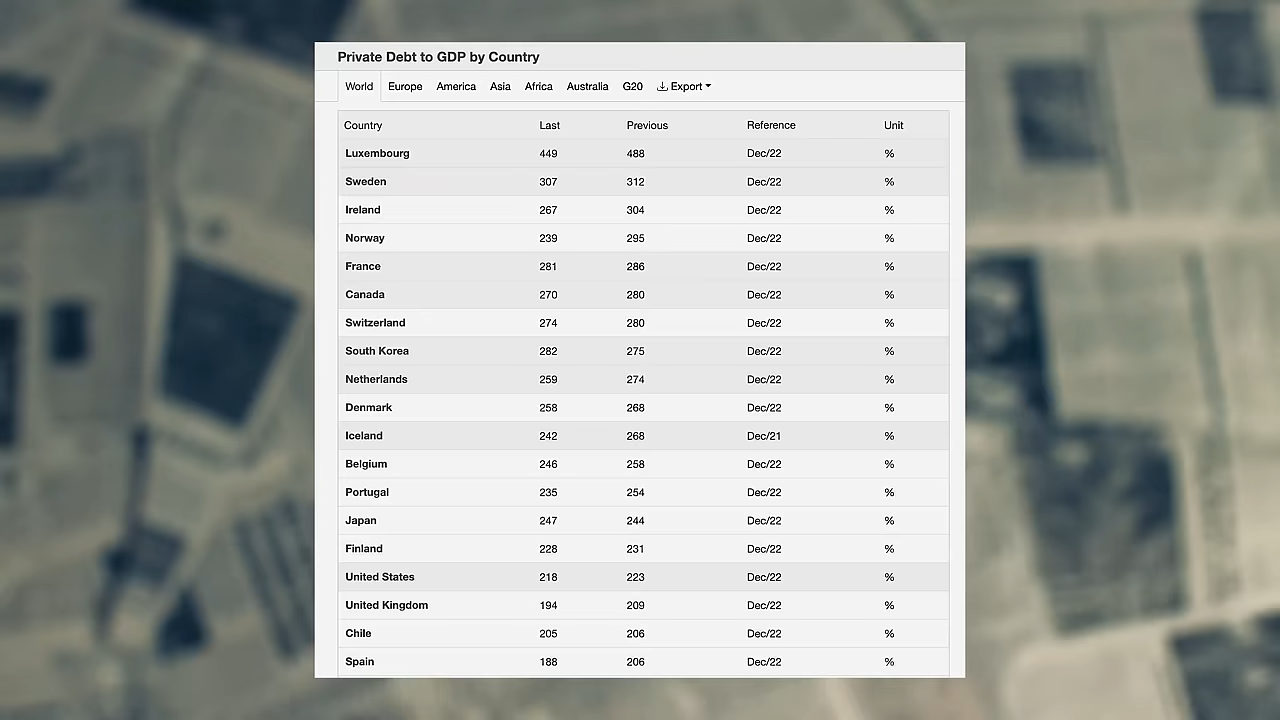 Private Debt to GDP by Country
World Europe America Asia Africa Australia G20 Export
Country Last Previous Reference Unit
Luxembourg 449 488 Dec/22 %
Sweden 307 312 Dec/22 %
Ireland 267 304 Dec/22 %
Norway 239 295 Dec/22 %
France 281 286 Dec/22 %
Canada 270 280 Dec/22 %
Switzerland 274 280 Dec/22 %
South Korea 282 275 Dec/22 %
Netherlands 259 274 Dec/22 %
Denmark 258 268 Dec/22 %
Iceland 242 268 Dec/21 %
Belgium 246 258 Dec/22 %
Portugal 235 254 Dec/22 %
Japan 247 244 Dec/22 %
Finland 228 231 Dec/22 %
United States 218 223 Dec/22 %
United Kingdom 194 209 Dec/22 %
Chile 205 206 Dec/22 %
Spain 188 206 Dec/22 %